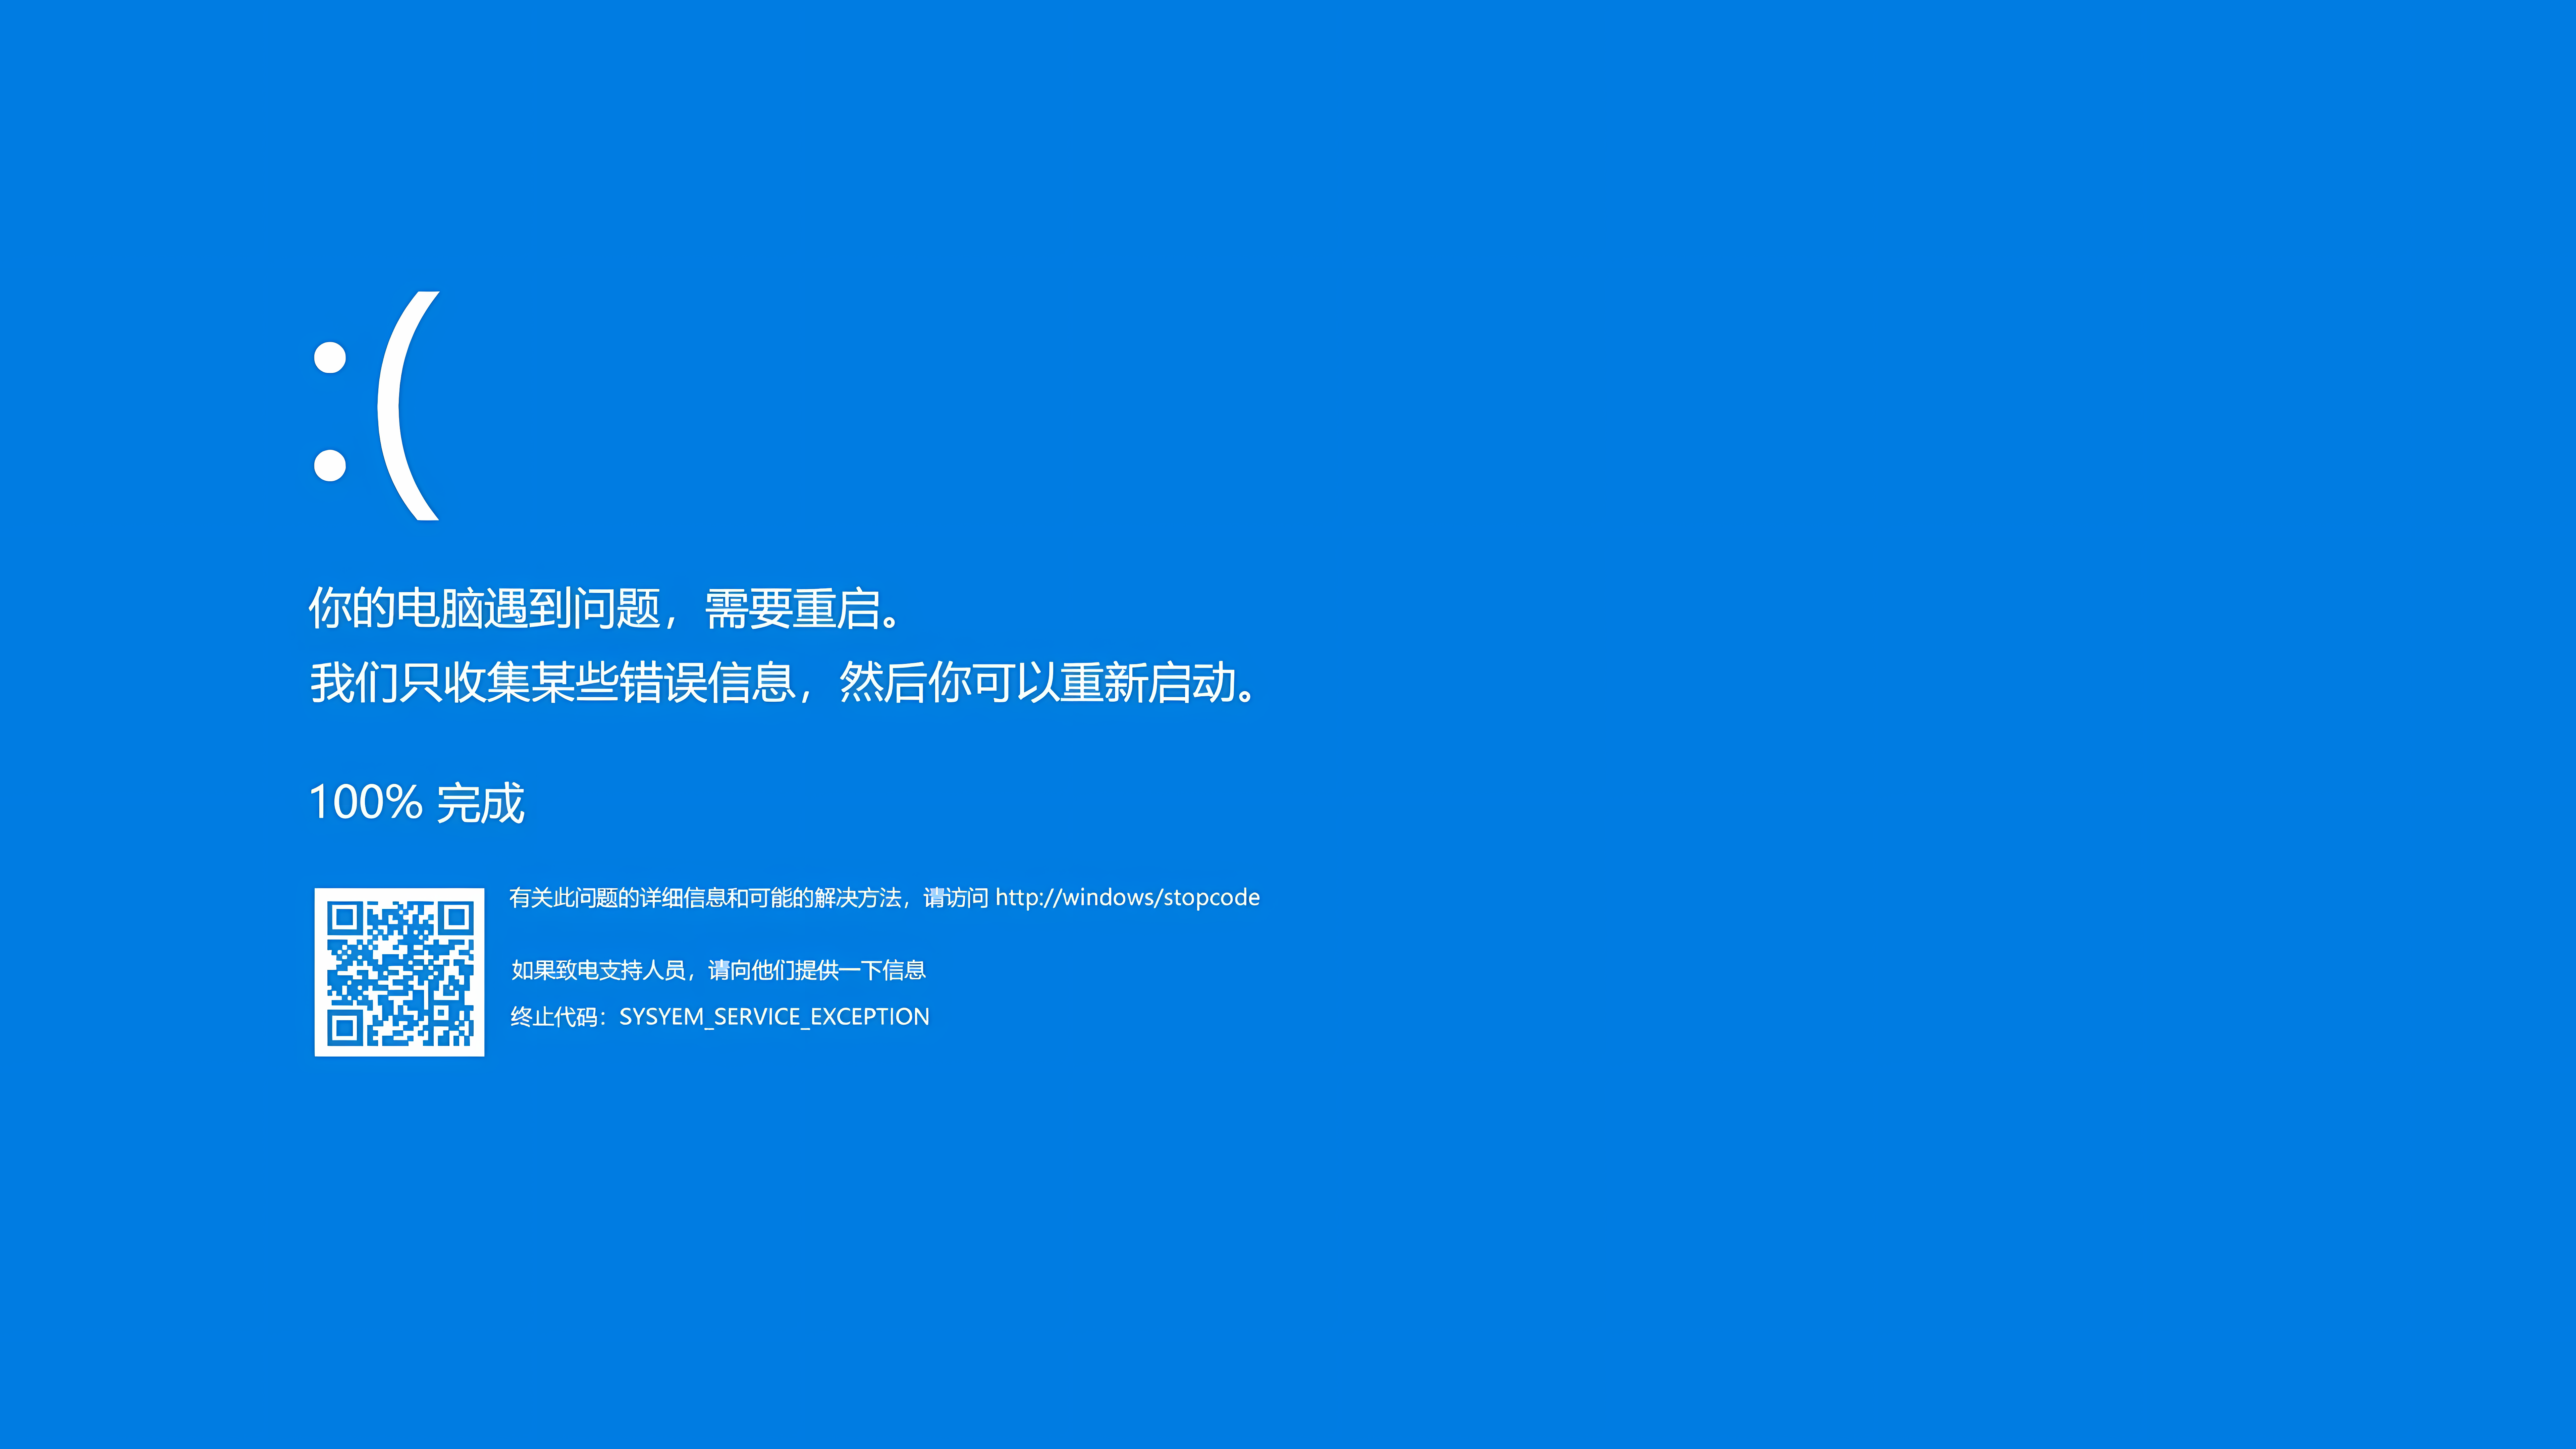 :(
你的电脑遇到问题，需要重启。
我们只收集某些错误信息，然后你可以重新启动。
100% 完成
有关此问题的详细信息和可能的解决方法，请访问 http://windows/stopcode
如果致电支持人员，请向他们提供一下信息
终止代码：SYSYEM_SERVICE_EXCEPTION